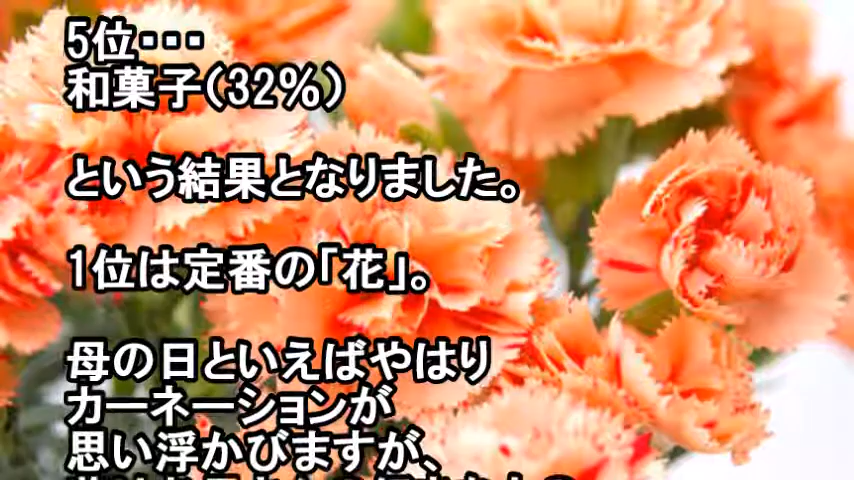 5位・・・
和菓子（32％）
という結果となりました。
1位は定番の「花」。
母の日といえばやはり
カーネーションが
思い浮かびますが、